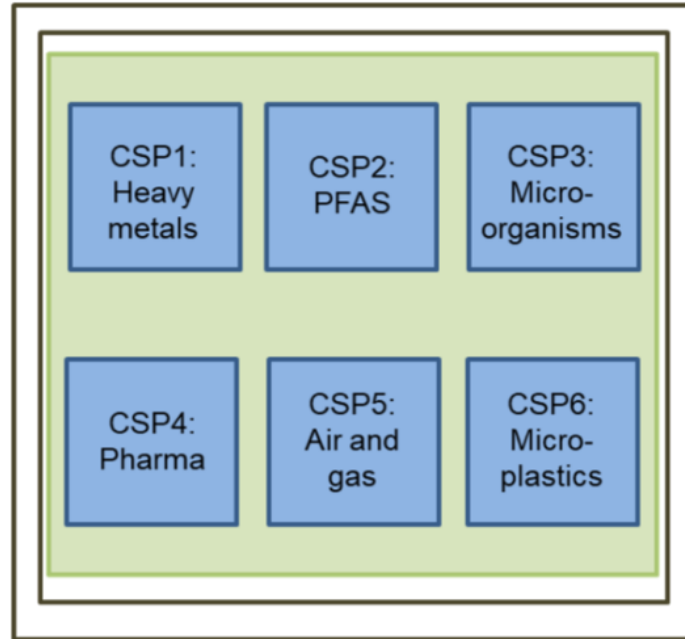 CSP1:
Heavy
metals
CSP2:
PFAS
CSP3:
Micro-
organisms
CSP4:
Pharma
CSP5:
Air and
gas
CSP6:
Micro-
plastics